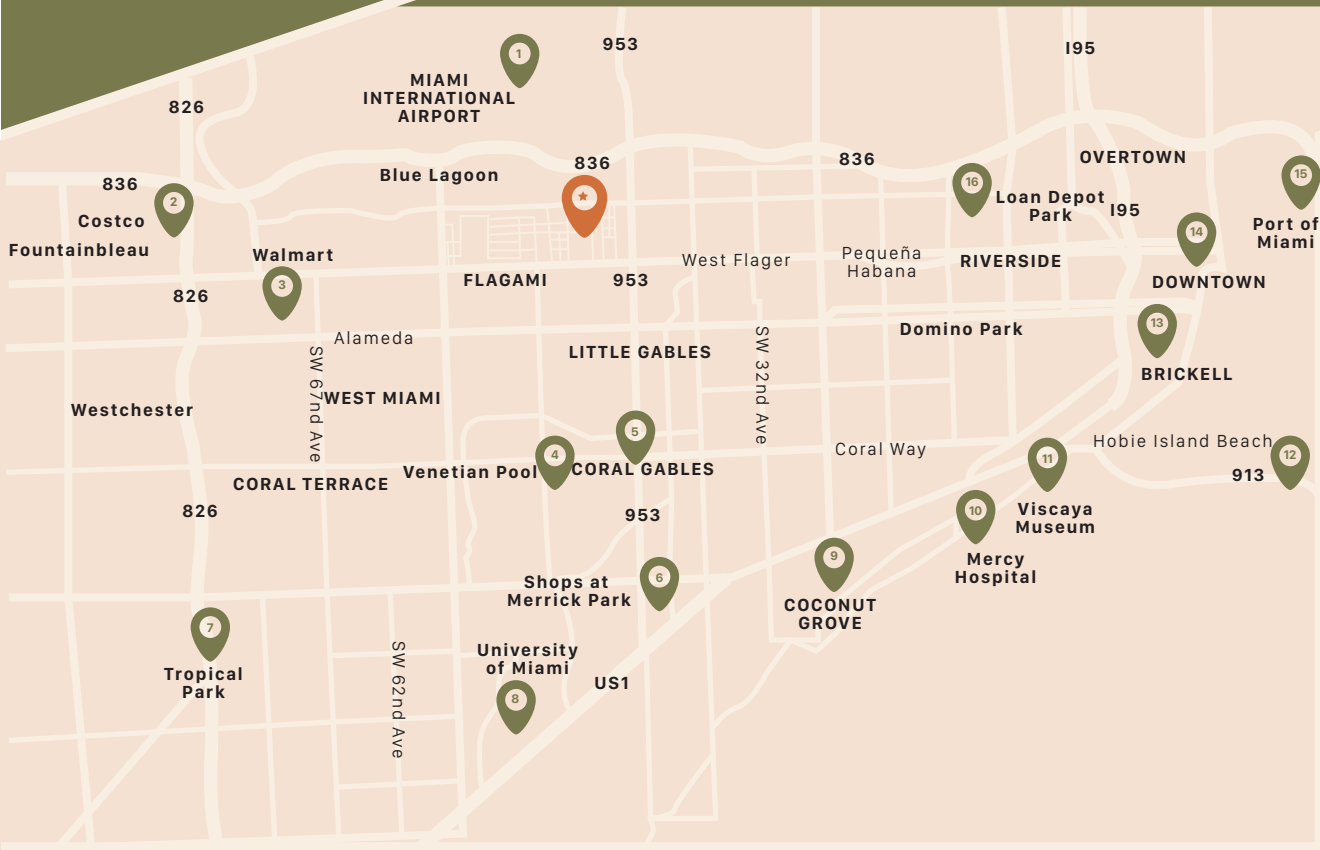 953
I95
1
MIAMI
INTERNATIONAL
AIRPORT
826
836
836
836
OVERTOWN
Blue Lagoon
2
Costco
Fountainbleau
16
Loan Depot
Park
I95
15
Port of
Miami
14
DOWNTOWN
Walmart
3
826
West Flager
Pequeña
Habana
RIVERSIDE
FLAGAMI
953
Alameda
LITTLE GABLES
SW 32nd Ave
Domino Park
13
BRICKELL
SW 67nd Ave
WEST MIAMI
Westchester
5
4
Venetian Pool
CORAL GABLES
Coral Way
Hobie Island Beach
12
913
11
CORAL TERRACE
826
953
10
Viscaya
Museum
Mercy
Hospital
9
COCONUT
GROVE
6
Shops at
Merrick Park
7
Tropical
Park
SW 62nd Ave
University
of Miami
8
US1